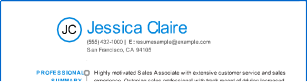 JC
Jessica Claire
(555) 432-1000 | E: resumesample@example.com
San Francisco, CA 94105
PROFESSIONAL Highly motivated Sales Associate with extensive customer service and sales
SUMMARY